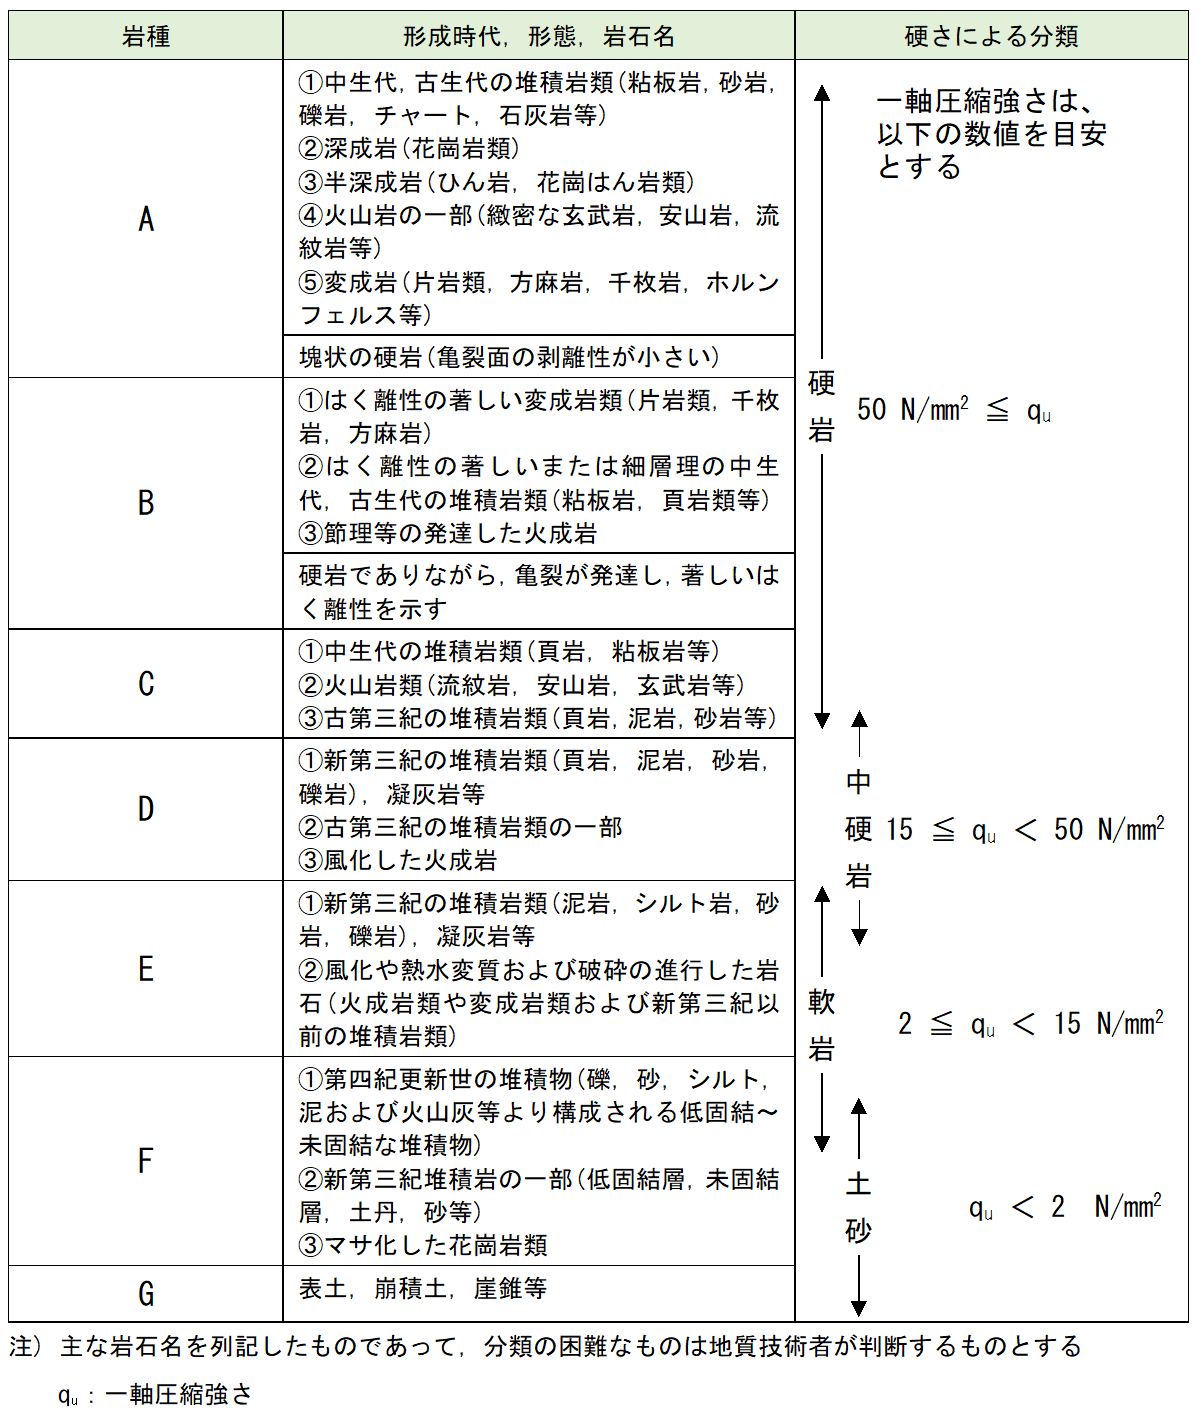 岩種
形成時代，形態，岩石名
硬さによる分類
A
①中生代，古生代の堆積岩類（粘板岩，砂岩，
礫岩，チャート，石灰岩等）
②深成岩（花崗岩類）
③半深成岩（ひん岩，花崗はん岩類）
④火山岩の一部（緻密な玄武岩，安山岩，流
紋岩等）
⑤変成岩（片岩類，方麻岩，千枚岩，ホルン
フェルス等）
塊状の硬岩（亀裂面の剥離性が小さい）
B
①はく離性の著しい変成岩類（片岩類，千枚
岩，方麻岩）
②はく離性の著しいまたは細層理の中生
代，古生代の堆積岩類（粘板岩，頁岩類等）
③節理等の発達した火成岩
硬岩でありながら，亀裂が発達し，著しいは
く離性を示す
C
①中生代の堆積岩類（頁岩，粘板岩等）
②火山岩類（流紋岩，安山岩，玄武岩等）
③古第三紀の堆積岩類（頁岩，泥岩，砂岩等）
D
①新第三紀の堆積岩類（頁岩，泥岩，砂岩，
礫岩），凝灰岩等
②古第三紀の堆積岩類の一部
③風化した火成岩
E
①新第三紀の堆積岩類（泥岩，シルト岩，砂
岩，礫岩），凝灰岩等
②風化や熱水変質および破砕の進行した岩
石（火成岩類や変成岩類および新第三紀以
前の堆積岩類）
F
①第四紀更新世の堆積物（礫，砂，シルト，
泥および火山灰等より構成される低固結～
未固結な堆積物）
②新第三紀堆積岩の一部（低固結層，未固結
層，土丹，砂等）
③マサ化した花崗岩類
G
表土，崩積土，崖錐等
一軸圧縮強さは、
以下の数値を目安
とする
硬岩
50 N/mm² ≦ qu
中硬岩
15 ≦ qu ＜ 50 N/mm²
軟岩
2 ≦ qu ＜ 15 N/mm²
土砂
qu ＜ 2 N/mm²
注）主な岩石名を列記したものであって，分類の困難なものは地質技術者が判断するものとする
qu：一軸圧縮強さ